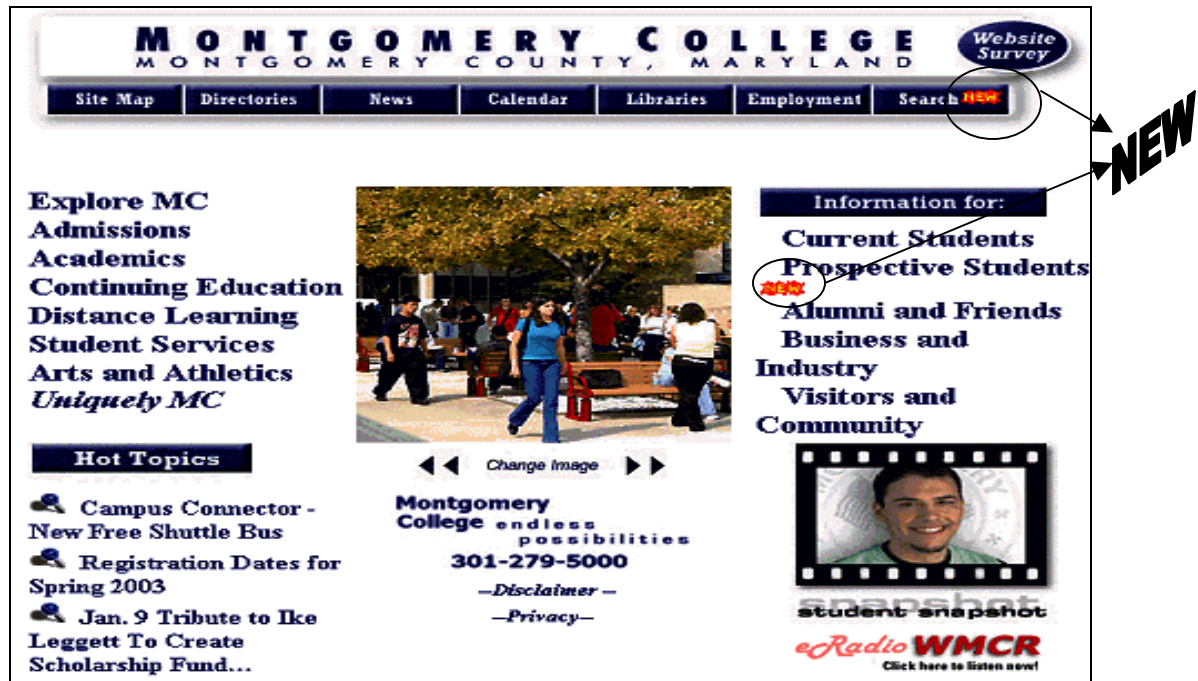 MONTGOMERY COLLEGE
MONTGOMERY COUNTY, MARYLAND
Website
Survey
Site Map
Directories
News
Calendar
Libraries
Employment
Search NEW
NEW
Explore MC
Admissions
Academics
Continuing Education
Distance Learning
Student Services
Arts and Athletics
Uniquely MC
Hot Topics
Campus Connector -
New Free Shuttle Bus
Registration Dates for
Spring 2003
Jan. 9 Tribute to Ike
Leggett To Create
Scholarship Fund...
Change Image
Montgomery
College endless
possibilities
301-279-5000
--Disclaimer --
--Privacy--
Information for:
Current Students
Prospective Students
NEW
Alumni and Friends
Business and
Industry
Visitors and
Community
student snapshot
eRadio WMCR
Click here to listen now!